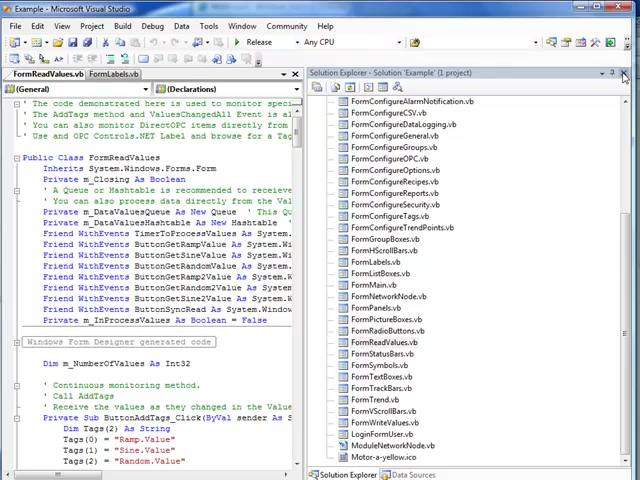 Example - Microsoft Visual Studio
File Edit View Project Build Debug Data Tools Window Community Help
Release Any CPU
FormReadValues.vb FormLabels.vb
Solution Explorer - Solution 'Example' (1 project)
(General) (Declarations)
' The code demonstrated here is used to monitor speci
' The AddTags method and ValuesChangedAll Event is al
' You can also monitor DirectOPC items directly from
' Use and OPC Controls.NET Label and browse for a Tag
Public Class FormReadValues
Inherits System.Windows.Forms.Form
Private m_Closing As Boolean
' A Queue or Hashtable is recommended to receieve
' You can also process data directly from the Val
Private m_DataValuesQueue As New Queue ' This Qu
Private m_DataValuesHashtable As New Hashtable '
Friend WithEvents TimerToProcessValues As System.
Friend WithEvents ButtonGetRampValue As System.Wi
Friend WithEvents ButtonGetSineValue As System.Wi
Friend WithEvents ButtonGetRandomValue As System.
Friend WithEvents ButtonGetRamp2Value As System.W
Friend WithEvents ButtonGetRandom2Value As System
Friend WithEvents ButtonGetSine2Value As System.W
Friend WithEvents ButtonSyncRead As System.Window
Private m_InProcessValues As Boolean = False
Windows Form Designer generated code
Dim m_NumberOfValues As Int32
' Continuous monitoring method.
' Call AddTags
' Receive the values as they changed in the Value
Private Sub ButtonAddTags_Click(ByVal sender As S
Dim Tags(2) As String
Tags(0) = "Ramp.Value"
Tags(1) = "Sine.Value"
Tags(2) = "Random.Value"
FormConfigureAlarmNotification.vb
FormConfigureCSV.vb
FormConfigureDataLogging.vb
FormConfigureGeneral.vb
FormConfigureGroups.vb
FormConfigureOPC.vb
FormConfigureOptions.vb
FormConfigureRecipes.vb
FormConfigureReports.vb
FormConfigureSecurity.vb
FormConfigureTags.vb
FormConfigureTrendPoints.vb
FormGroupBoxes.vb
FormHScrollBars.vb
FormLabels.vb
FormListBoxes.vb
FormMain.vb
FormNetworkNode.vb
FormPanels.vb
FormPictureBoxes.vb
FormRadioButtons.vb
FormReadValues.vb
FormStatusBars.vb
FormSymbols.vb
FormTextBoxes.vb
FormTrackBars.vb
FormTrend.vb
FormVScrollBars.vb
FormWriteValues.vb
LoginFormUser.vb
ModuleNetworkNode.vb
Motor-a-yellow.ico
Solution Explorer Data Sources